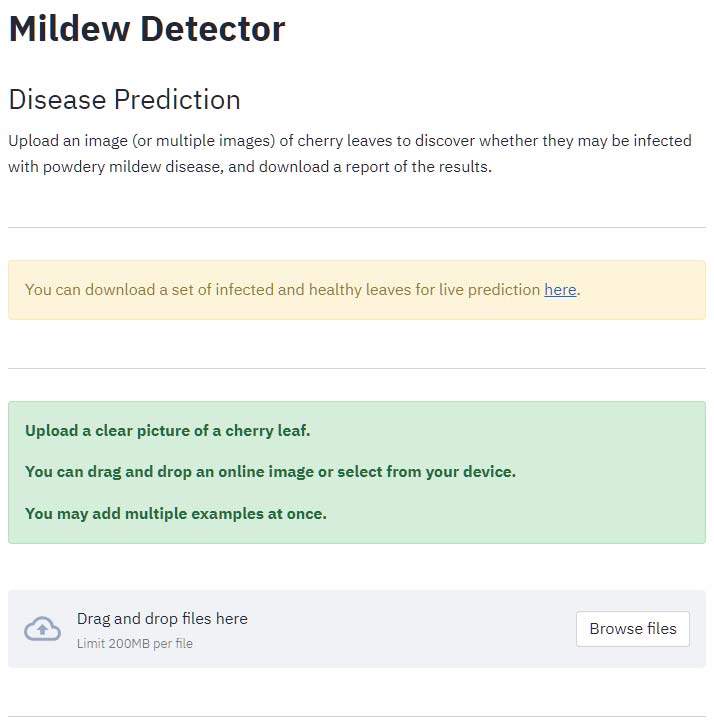 Mildew Detector
Disease Prediction
Upload an image (or multiple images) of cherry leaves to discover whether they may be infected
with powdery mildew disease, and download a report of the results.
You can download a set of infected and healthy leaves for live prediction here.
Upload a clear picture of a cherry leaf.
You can drag and drop an online image or select from your device.
You may add multiple examples at once.
Drag and drop files here
Limit 200MB per file
Browse files